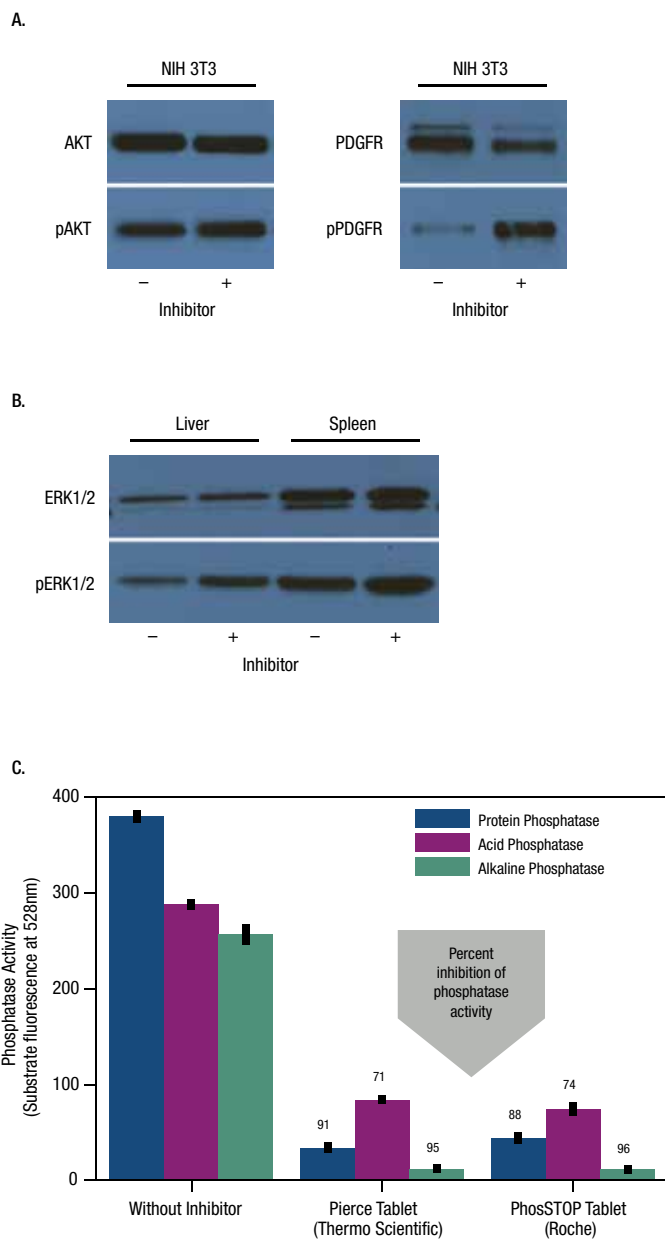 A.
NIH 3T3
NIH 3T3
AKT
pAKT
PDGFR
pPDGFR
– +
Inhibitor
– +
Inhibitor
B.
Liver Spleen
ERK1/2
pERK1/2
– + – +
Inhibitor
C.
400
300
200
100
0
Phosphatase Activity
(Substrate fluorescence at 528nm)
Protein Phosphatase
Acid Phosphatase
Alkaline Phosphatase
Percent
inhibition of
phosphatase
activity
91
71
95
88
74
96
Without Inhibitor
Pierce Tablet
(Thermo Scientific)
PhosSTOP Tablet
(Roche)